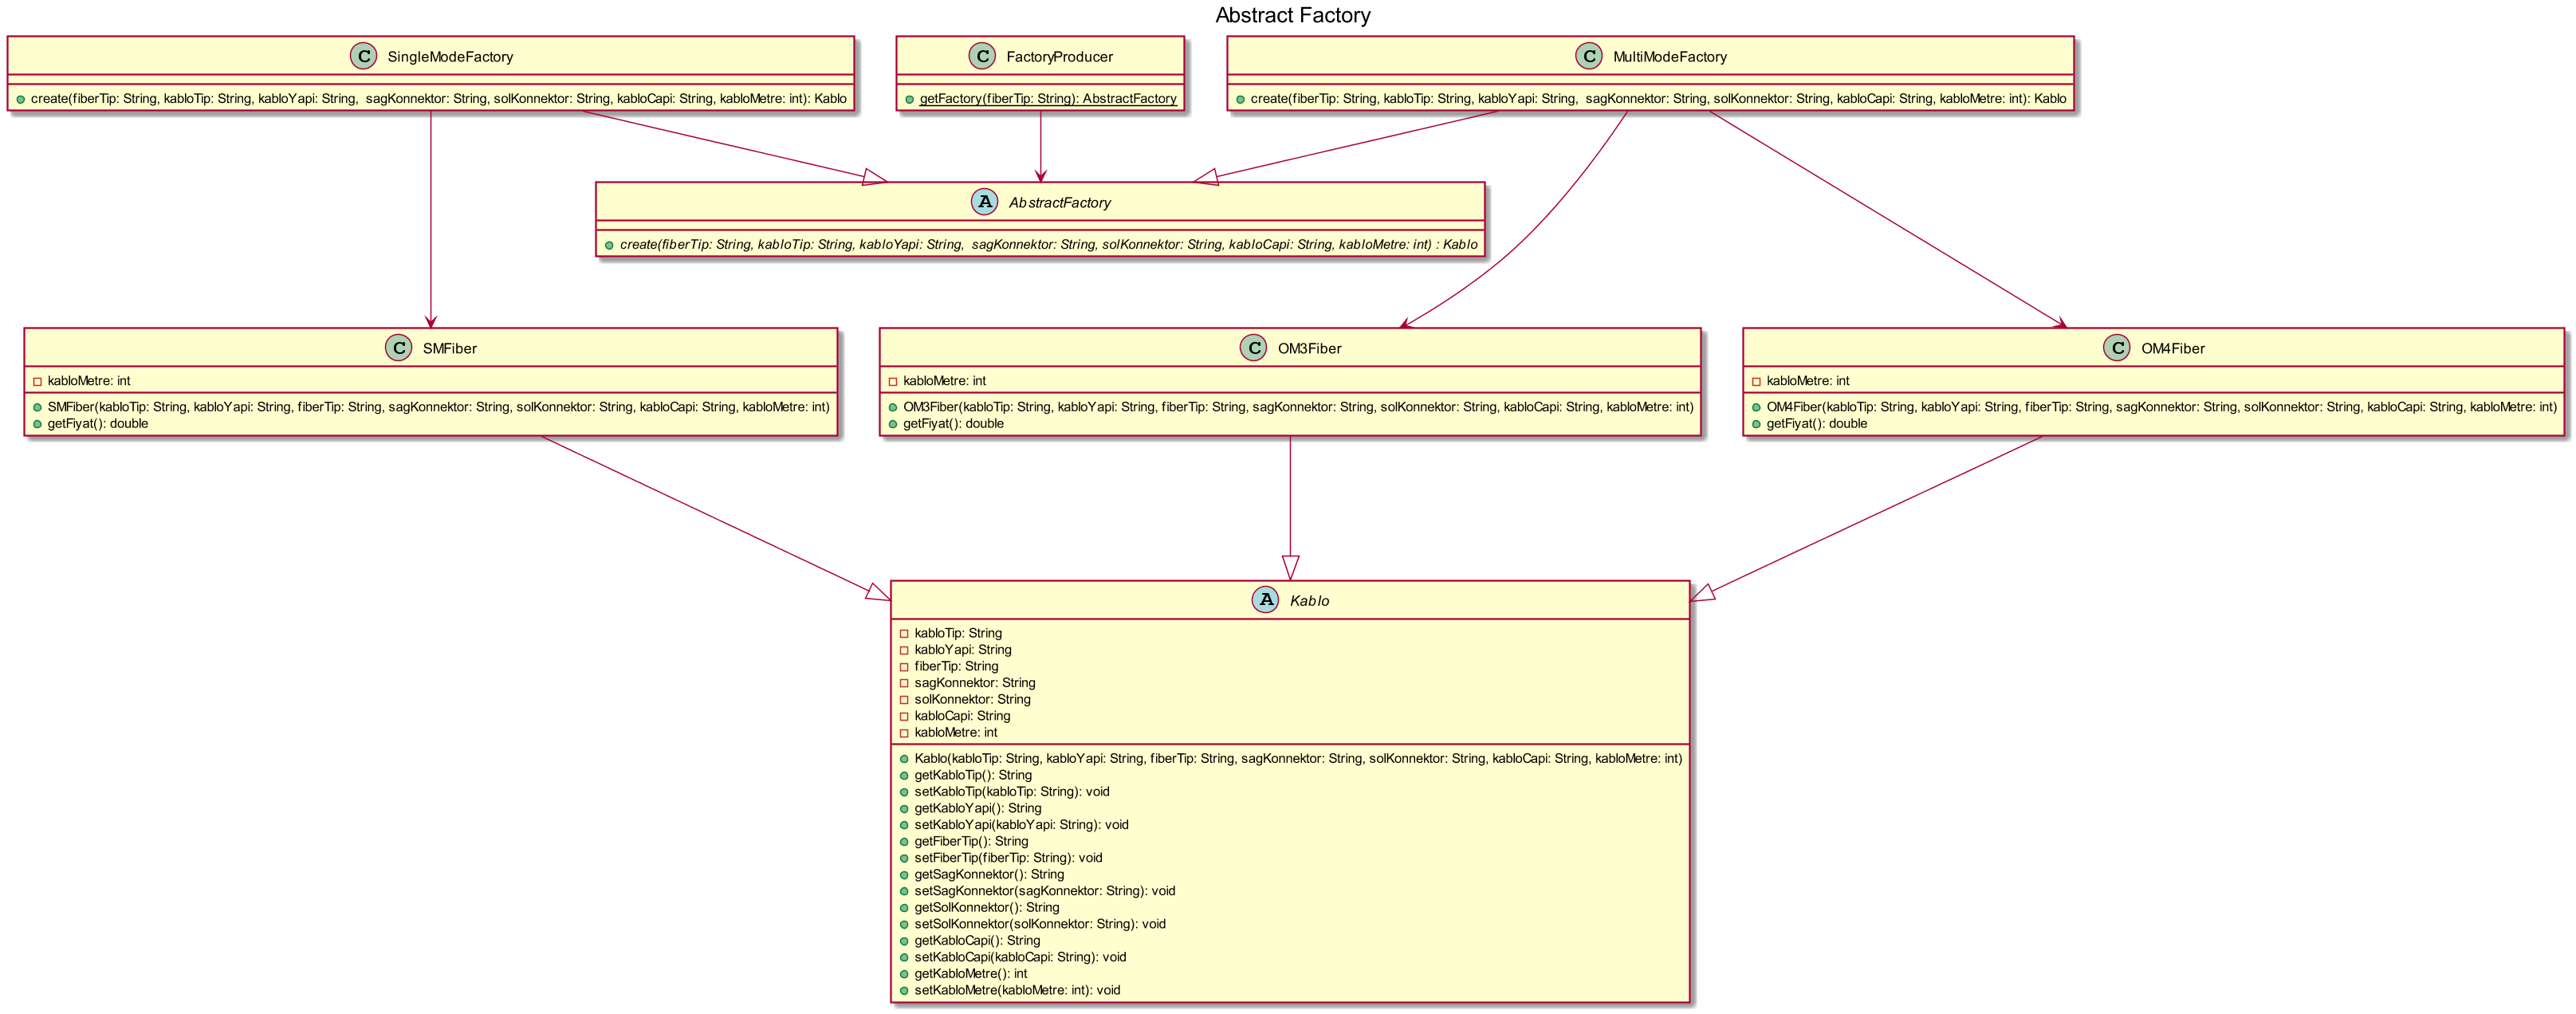 Abstract Factory
C SingleModeFactory
create(fiberTip: String, kabloTip: String, kabloYapi: String,  sagKonnektor: String, solKonnektor: String, kabloCapi: String, kabloMetre: int): Kablo
C FactoryProducer
getFactory(fiberTip: String): AbstractFactory
C MultiModeFactory
create(fiberTip: String, kabloTip: String, kabloYapi: String,  sagKonnektor: String, solKonnektor: String, kabloCapi: String, kabloMetre: int): Kablo
A AbstractFactory
create(fiberTip: String, kabloTip: String, kabloYapi: String,  sagKonnektor: String, solKonnektor: String, kabloCapi: String, kabloMetre: int) : Kablo
C SMFiber
kabloMetre: int
SMFiber(kabloTip: String, kabloYapi: String, fiberTip: String, sagKonnektor: String, solKonnektor: String, kabloCapi: String, kabloMetre: int)
getFiyat(): double
C OM3Fiber
kabloMetre: int
OM3Fiber(kabloTip: String, kabloYapi: String, fiberTip: String, sagKonnektor: String, solKonnektor: String, kabloCapi: String, kabloMetre: int)
getFiyat(): double
C OM4Fiber
kabloMetre: int
OM4Fiber(kabloTip: String, kabloYapi: String, fiberTip: String, sagKonnektor: String, solKonnektor: String, kabloCapi: String, kabloMetre: int)
getFiyat(): double
A Kablo
kabloTip: String
kabloYapi: String
fiberTip: String
sagKonnektor: String
solKonnektor: String
kabloCapi: String
kabloMetre: int
Kablo(kabloTip: String, kabloYapi: String, fiberTip: String, sagKonnektor: String, solKonnektor: String, kabloCapi: String, kabloMetre: int)
getKabloTip(): String
setKabloTip(kabloTip: String): void
getKabloYapi(): String
setKabloYapi(kabloYapi: String): void
getFiberTip(): String
setFiberTip(fiberTip: String): void
getSagKonnektor(): String
setSagKonnektor(sagKonnektor: String): void
getSolKonnektor(): String
setSolKonnektor(solKonnektor: String): void
getKabloCapi(): String
setKabloCapi(kabloCapi: String): void
getKabloMetre(): int
setKabloMetre(kabloMetre: int): void